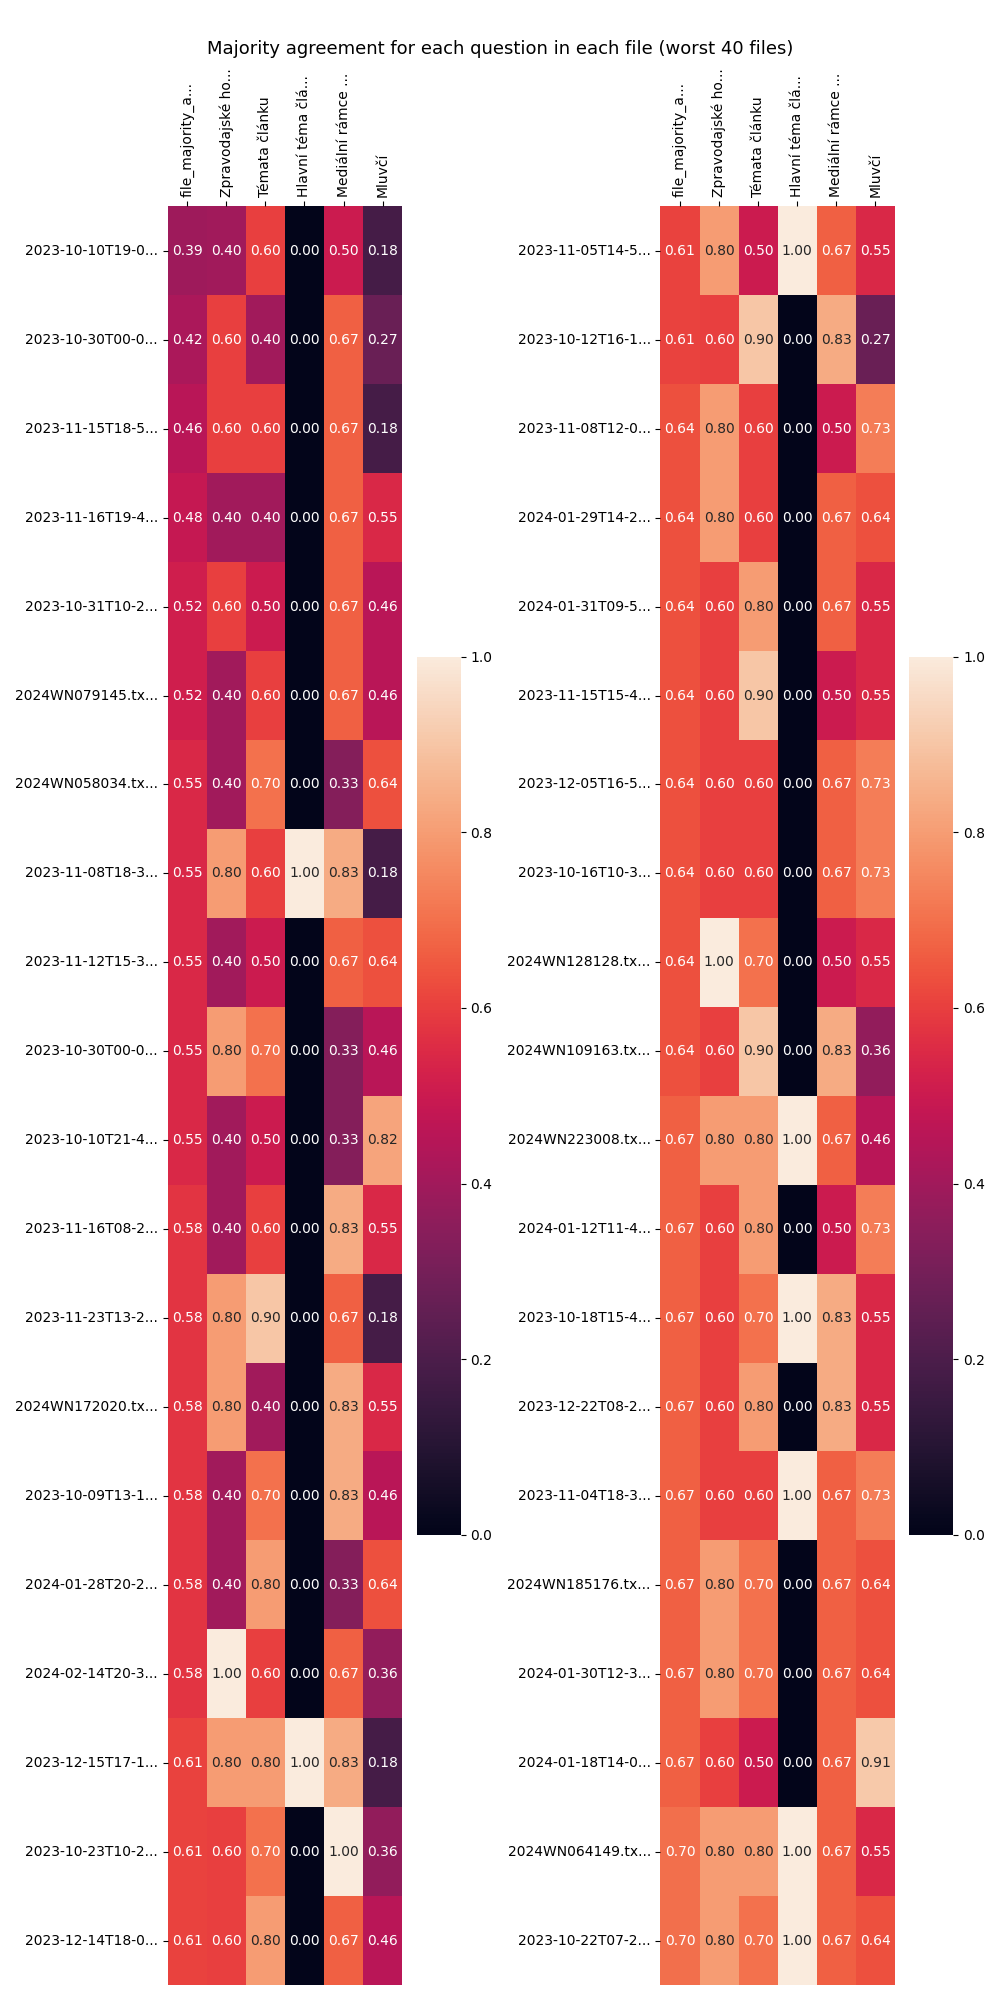 Majority agreement for each question in each file (worst 40 files)
file_majority_a...
Zpravodajské ho...
Témata článku
Hlavní téma člá...
Mediální rámce ...
Mluvčí
2023-10-10T19-0... 0.39 0.40 0.60 0.00 0.50 0.18
2023-10-30T00-0... 0.42 0.60 0.40 0.00 0.67 0.27
2023-11-15T18-5... 0.46 0.60 0.60 0.00 0.67 0.18
2023-11-16T19-4... 0.48 0.40 0.40 0.00 0.67 0.55
2023-10-31T10-2... 0.52 0.60 0.50 0.00 0.67 0.46
2024WN079145.tx... 0.52 0.40 0.60 0.00 0.67 0.46
2024WN058034.tx... 0.55 0.40 0.70 0.00 0.33 0.64
2023-11-08T18-3... 0.55 0.80 0.60 1.00 0.83 0.18
2023-11-12T15-3... 0.55 0.40 0.50 0.00 0.67 0.64
2023-10-30T00-0... 0.55 0.80 0.70 0.00 0.33 0.46
2023-10-10T21-4... 0.55 0.40 0.50 0.00 0.33 0.82
2023-11-16T08-2... 0.58 0.40 0.60 0.00 0.83 0.55
2023-11-23T13-2... 0.58 0.80 0.90 0.00 0.67 0.18
2024WN172020.tx... 0.58 0.80 0.40 0.00 0.83 0.55
2023-10-09T13-1... 0.58 0.40 0.70 0.00 0.83 0.46
2024-01-28T20-2... 0.58 0.40 0.80 0.00 0.33 0.64
2024-02-14T20-3... 0.58 1.00 0.60 0.00 0.67 0.36
2023-12-15T17-1... 0.61 0.80 0.80 1.00 0.83 0.18
2023-10-23T10-2... 0.61 0.60 0.70 0.00 1.00 0.36
2023-12-14T18-0... 0.61 0.60 0.80 0.00 0.67 0.46
1.0
0.8
0.6
0.4
0.2
0.0
file_majority_a...
Zpravodajské ho...
Témata článku
Hlavní téma člá...
Mediální rámce ...
Mluvčí
2023-11-05T14-5... 0.61 0.80 0.50 1.00 0.67 0.55
2023-10-12T16-1... 0.61 0.60 0.90 0.00 0.83 0.27
2023-11-08T12-0... 0.64 0.80 0.60 0.00 0.50 0.73
2024-01-29T14-2... 0.64 0.80 0.60 0.00 0.67 0.64
2024-01-31T09-5... 0.64 0.60 0.80 0.00 0.67 0.55
2023-11-15T15-4... 0.64 0.60 0.90 0.00 0.50 0.55
2023-12-05T16-5... 0.64 0.60 0.60 0.00 0.67 0.73
2023-10-16T10-3... 0.64 0.60 0.60 0.00 0.67 0.73
2024WN128128.tx... 0.64 1.00 0.70 0.00 0.50 0.55
2024WN109163.tx... 0.64 0.60 0.90 0.00 0.83 0.36
2024WN223008.tx... 0.67 0.80 0.80 1.00 0.67 0.46
2024-01-12T11-4... 0.67 0.60 0.80 0.00 0.50 0.73
2023-10-18T15-4... 0.67 0.60 0.70 1.00 0.83 0.55
2023-12-22T08-2... 0.67 0.60 0.80 0.00 0.83 0.55
2023-11-04T18-3... 0.67 0.60 0.60 1.00 0.67 0.73
2024WN185176.tx... 0.67 0.80 0.70 0.00 0.67 0.64
2024-01-30T12-3... 0.67 0.80 0.70 0.00 0.67 0.64
2024-01-18T14-0... 0.67 0.60 0.50 0.00 0.67 0.91
2024WN064149.tx... 0.70 0.80 0.80 1.00 0.67 0.55
2023-10-22T07-2... 0.70 0.80 0.70 1.00 0.67 0.64
1.0
0.8
0.6
0.4
0.2
0.0